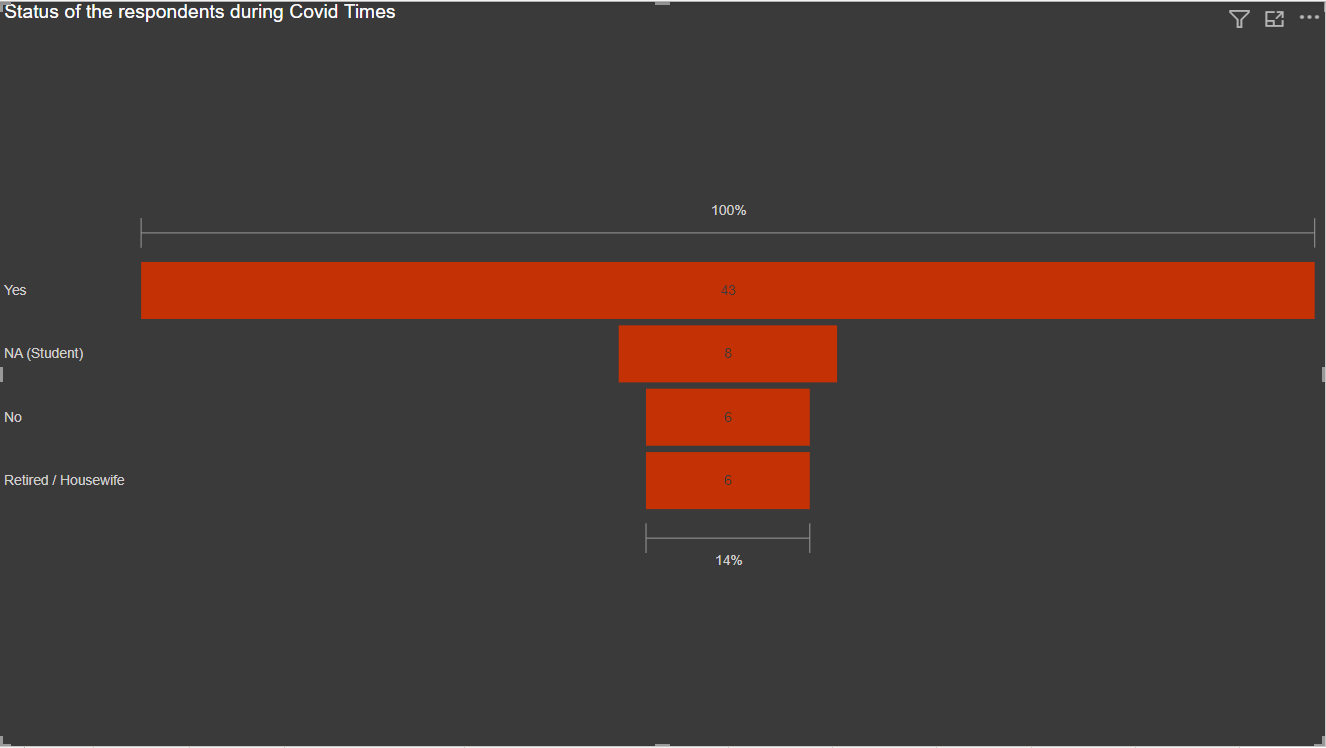 Status of the respondents during Covid Times
100%
Yes
43
NA (Student)
8
No
6
Retired / Housewife
6
14%